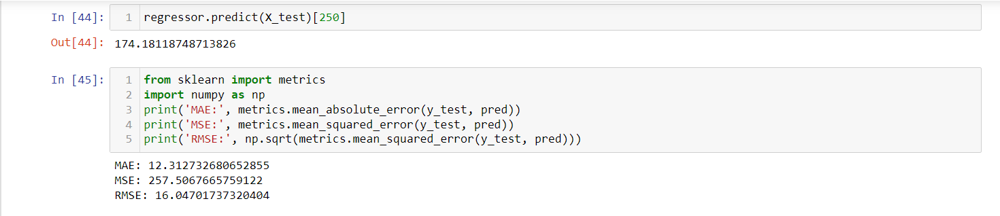 In [44]: 1 regressor.predict(X_test)[250]
Out[44]: 174.18118748713826
In [45]: 1 from sklearn import metrics
2 import numpy as np
3 print('MAE:', metrics.mean_absolute_error(y_test, pred))
4 print('MSE:', metrics.mean_squared_error(y_test, pred))
5 print('RMSE:', np.sqrt(metrics.mean_squared_error(y_test, pred)))
MAE: 12.312732680652855
MSE: 257.5067665759122
RMSE: 16.04701737320404